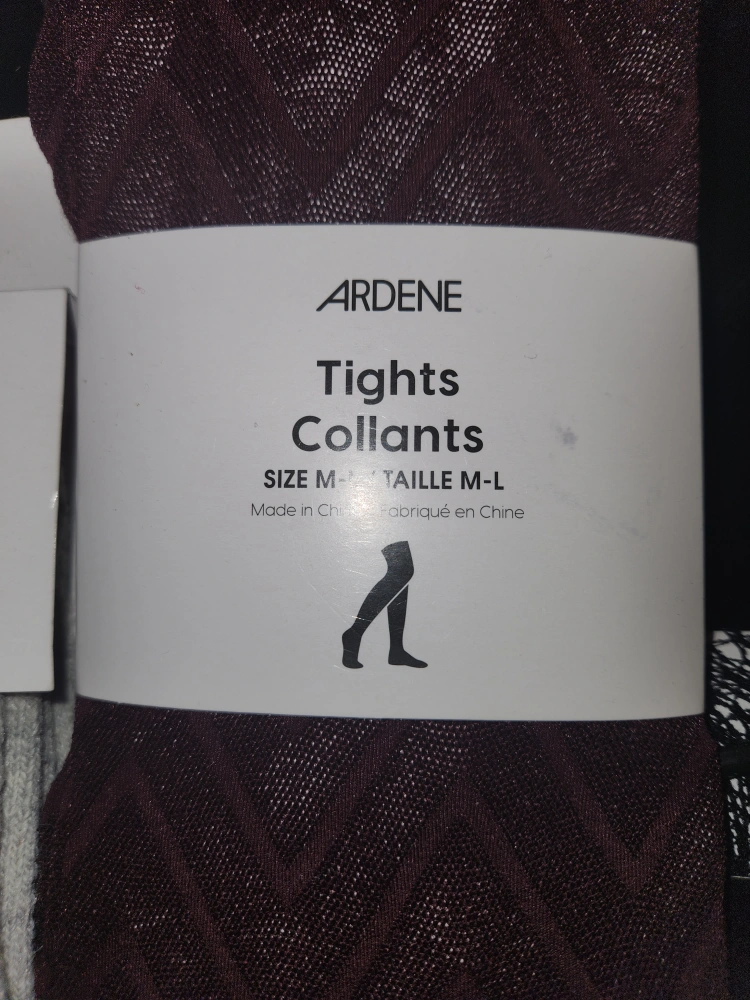 ARDENE
Tights
Collants
SIZE M- TAILLE M-L
Made in Fabriqué en Chine